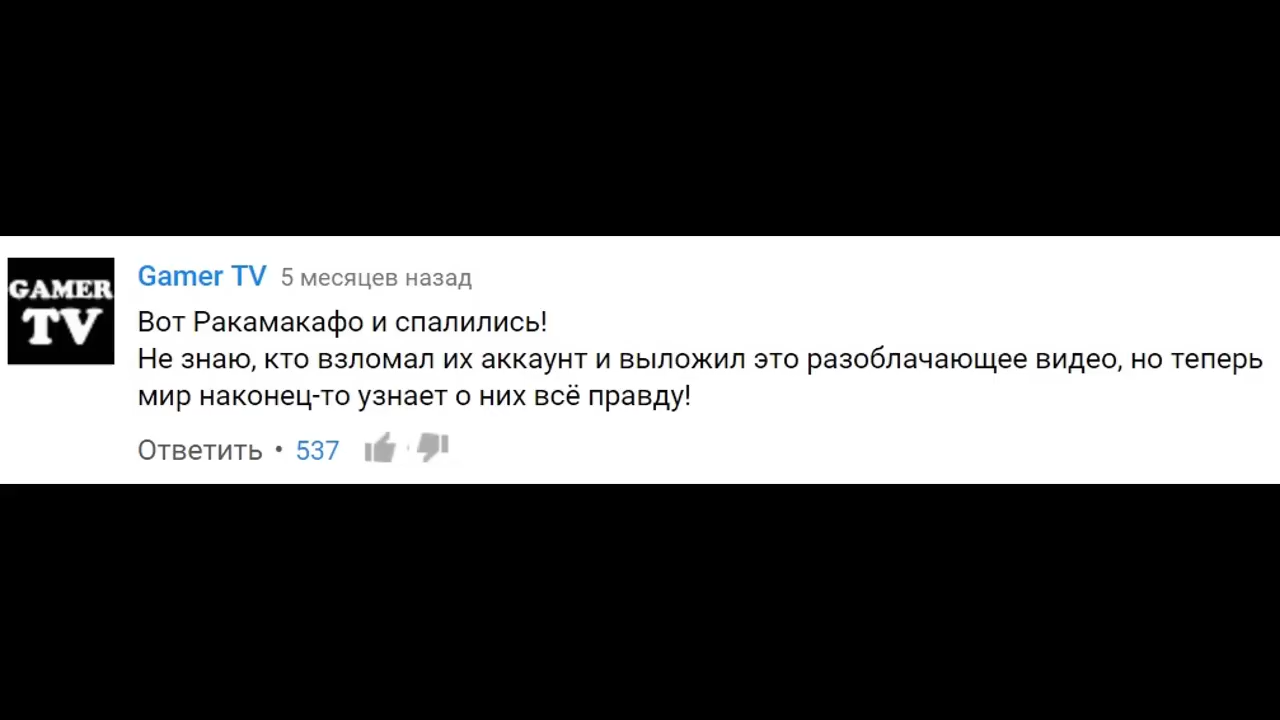 GAMER
TV
Gamer TV 5 месяцев назад
Вот Ракамакафо и спалились!
Не знаю, кто взломал их аккаунт и выложил это разоблачающее видео, но теперь
мир наконец-то узнает о них всё правду!
Ответить • 537